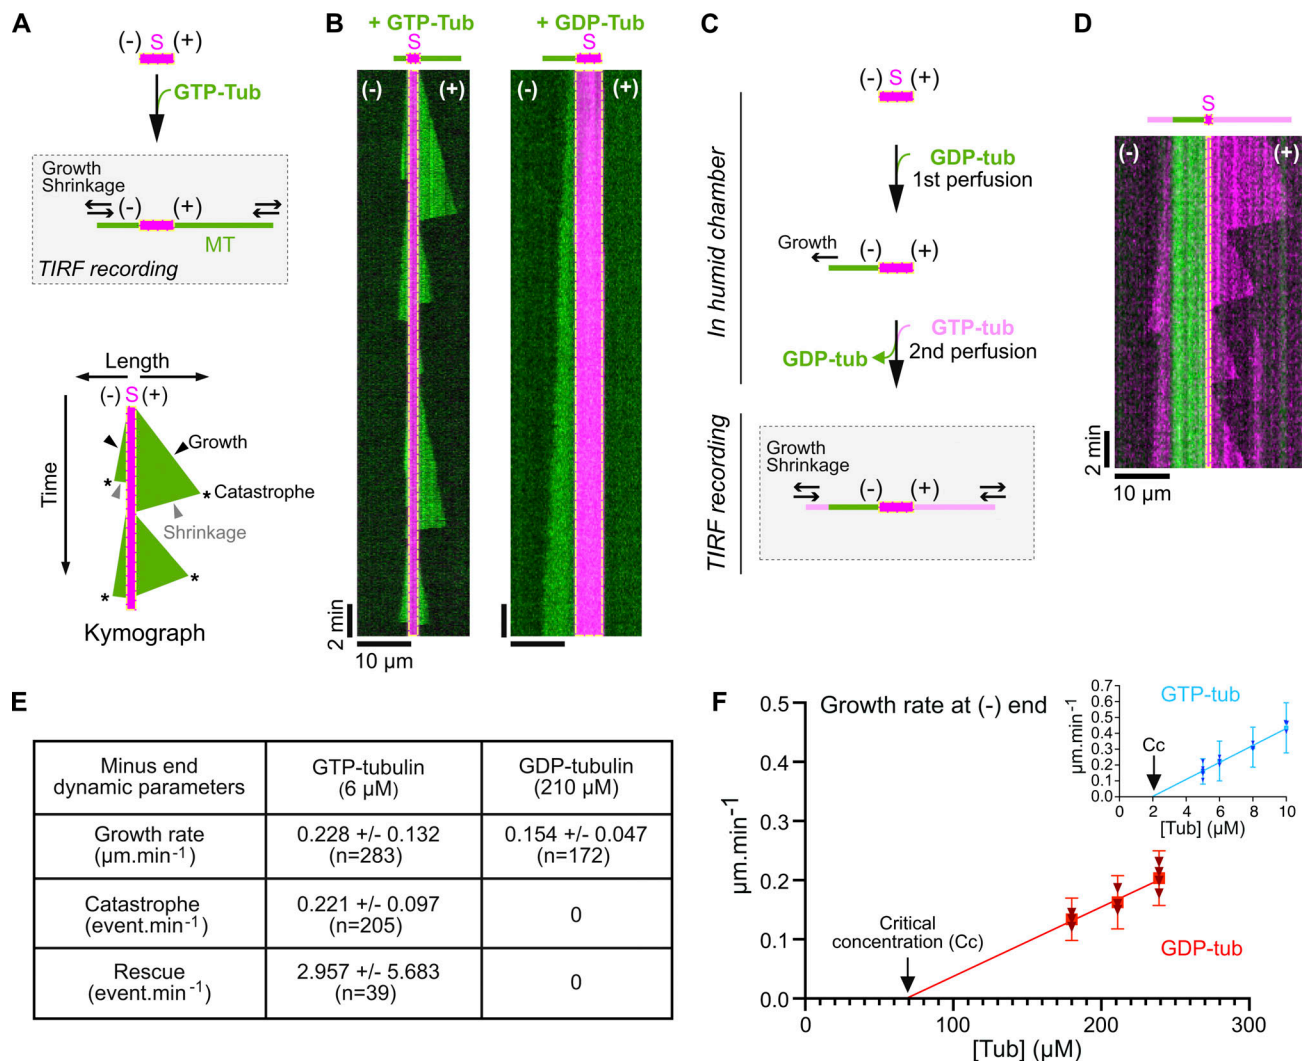 A
(-) S (+)
GTP-Tub
Growth
Shrinkage
(-) (+)
MT
TIRF recording
Length
(-) S (+)
Time
Growth
* Catastrophe
*
Shrinkage
*
*
Kymograph
B
+ GTP-Tub
+ GDP-Tub
S
S
(-)
(+)
(-)
(+)
2 min
10 µm
C
(-) S (+)
In humid chamber
GDP-tub
1st perfusion
Growth
(-) (+)
GTP-tub
GDP-tub
2nd perfusion
TIRF recording
Growth
Shrinkage
(-) (+)
D
S
(-)
(+)
2 min
10 µm
E
Minus end
dynamic parameters
GTP-tubulin
(6 µM)
GDP-tubulin
(210 µM)
Growth rate
(µm.min⁻¹)
0.228 +/- 0.132
(n=283)
0.154 +/- 0.047
(n=172)
Catastrophe
(event.min⁻¹)
0.221 +/- 0.097
(n=205)
0
Rescue
(event.min⁻¹)
2.957 +/- 5.683
(n=39)
0
F
Growth rate at (-) end
µm.min⁻¹
0.5
0.4
0.3
0.2
0.1
0.0
0
100
200
300
[Tub] (µM)
Critical
concentration (Cc)
GDP-tub
GTP-tub
µm.min⁻¹
0.7
0.6
0.5
0.4
0.3
0.2
0.1
0.0
Cc
0 2 4 6 8 10
[Tub] (µM)